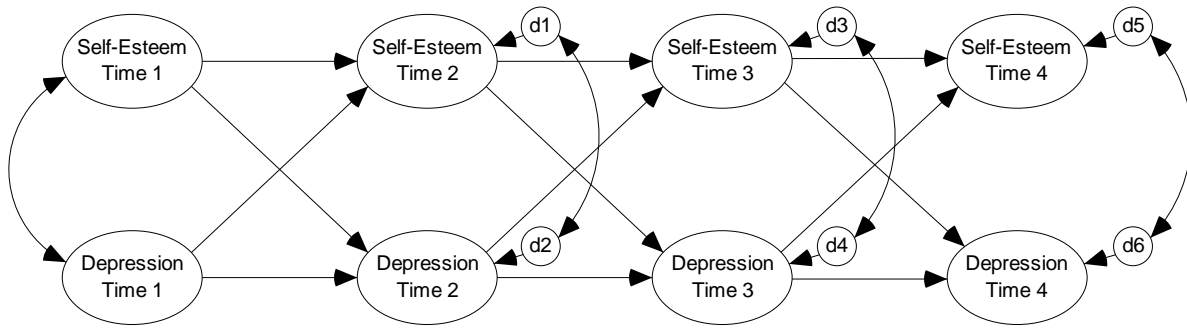 Self-Esteem
Time 1
Self-Esteem
Time 2
d1
Self-Esteem
Time 3
d3
Self-Esteem
Time 4
d5
Depression
Time 1
Depression
Time 2
d2
Depression
Time 3
d4
Depression
Time 4
d6